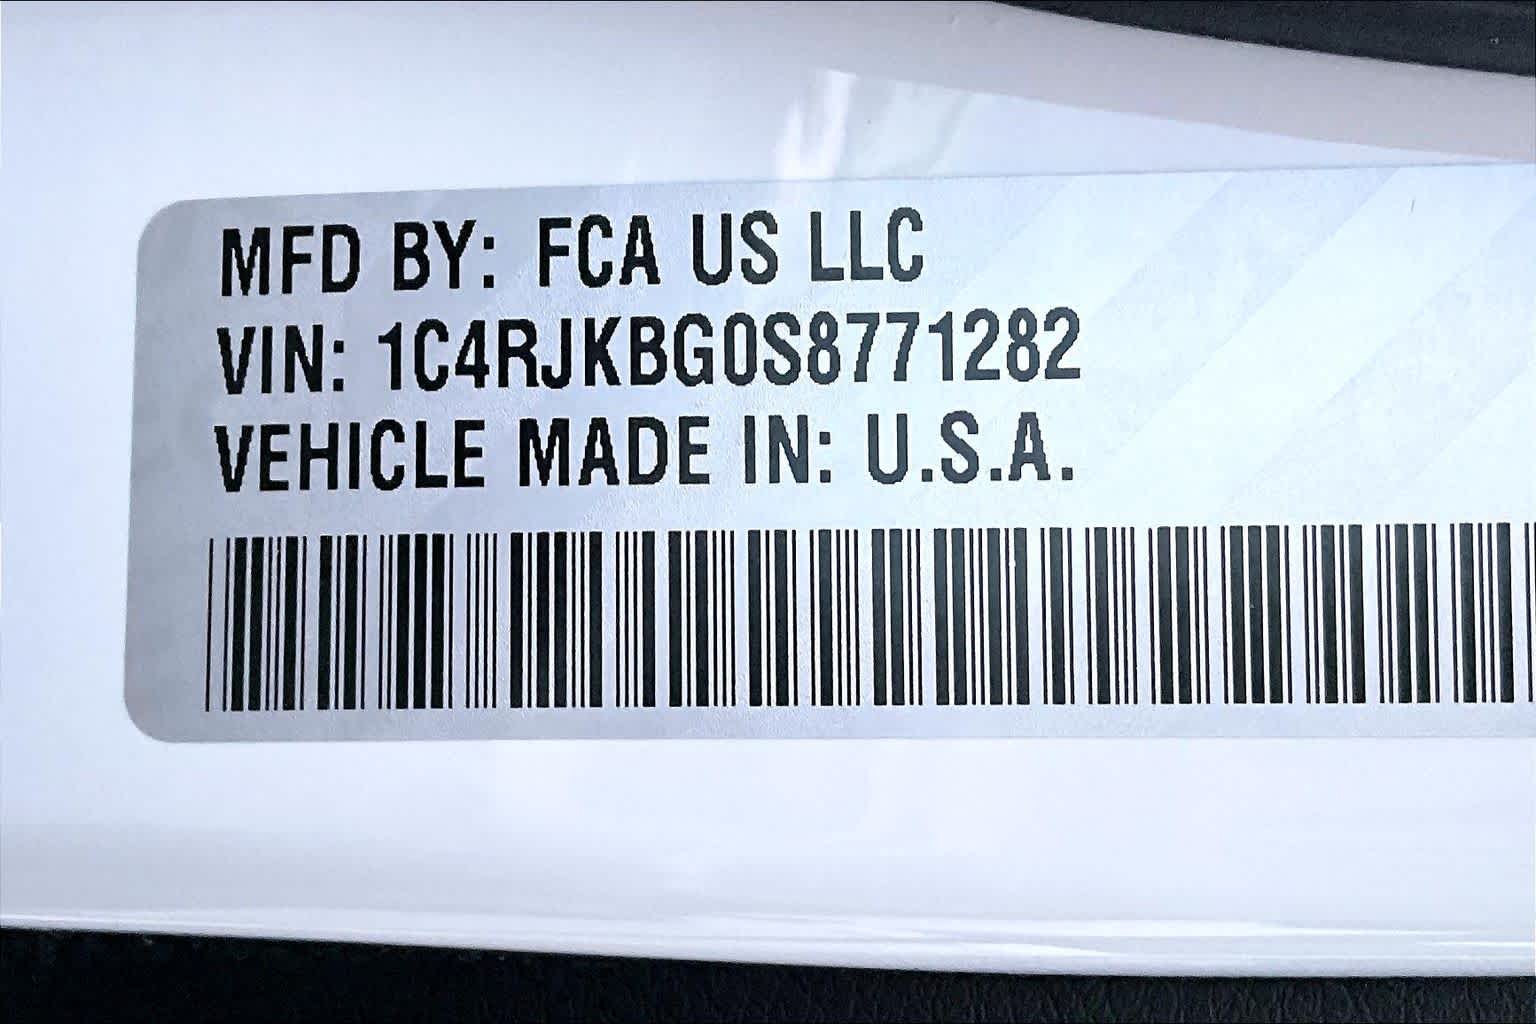 MFD BY: FCA US LLC
VIN: 1C4RJKBG0S8771282
VEHICLE MADE IN: U.S.A.